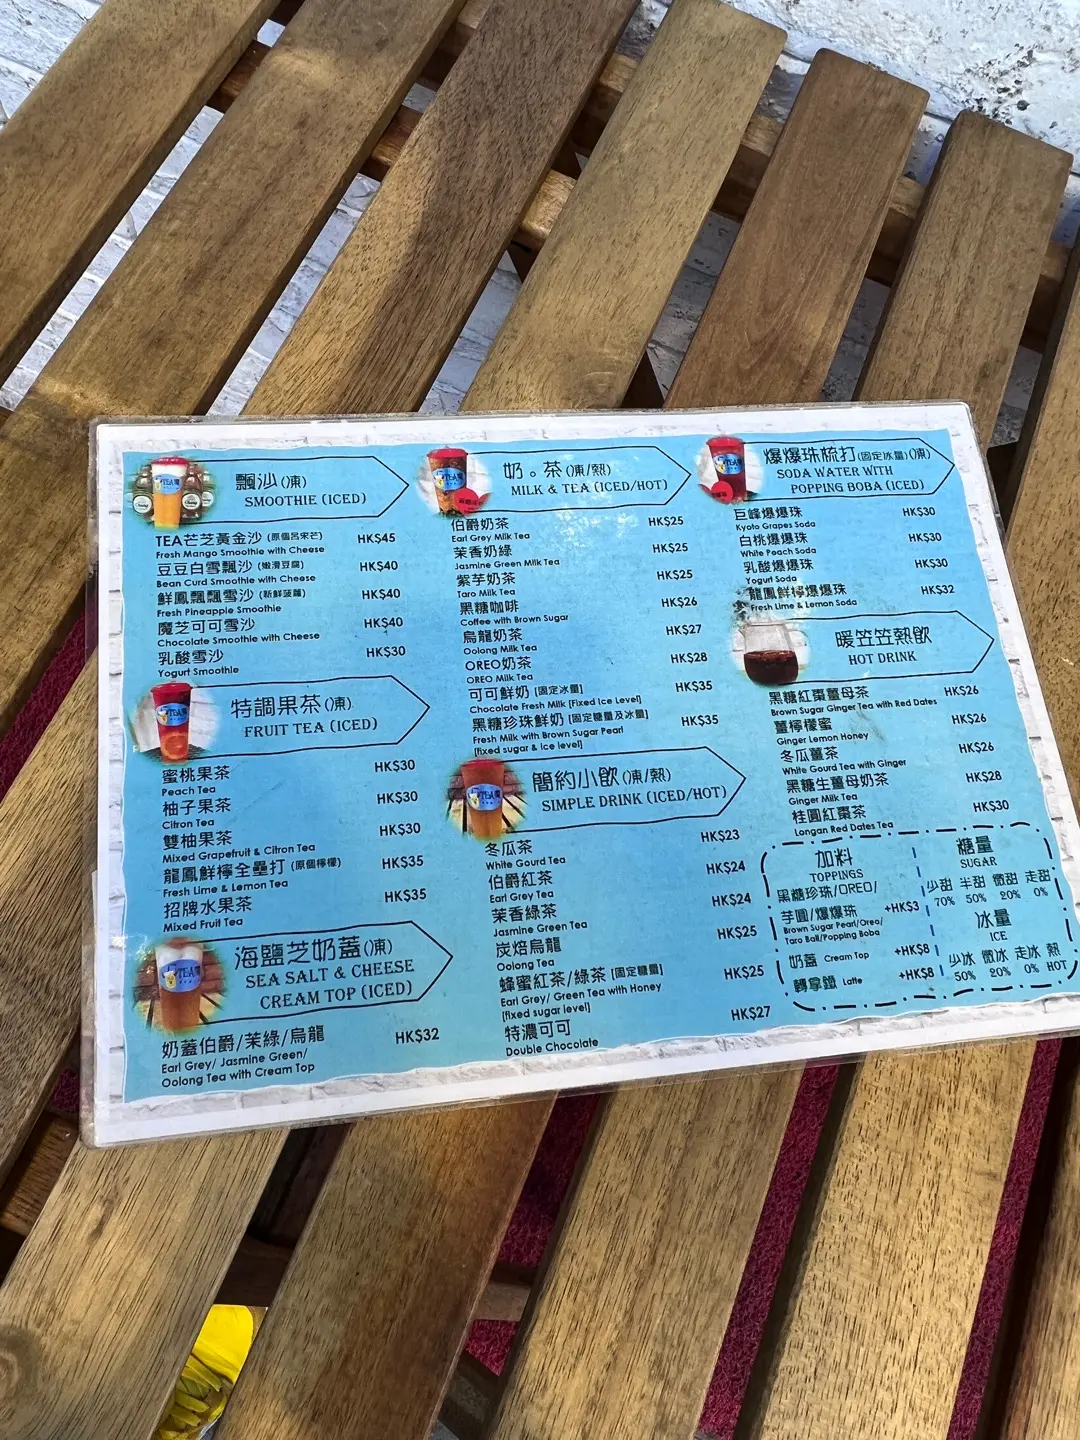 飄沙(凍)
SMOOTHIE (ICED)
TEA芒芝黃金沙 (原個呂宋芒) HK$45
Fresh Mango Smoothie with Cheese
豆豆白雪飄沙 (嫩滑豆腐) HK$40
Bean Curd Smoothie with Cheese
鮮鳳飄飄雪沙 (新鮮菠蘿) HK$40
Fresh Pineapple Smoothie
魔芝可可雪沙 HK$40
Chocolate Smoothie with Cheese
乳酸雪沙 HK$30
Yogurt Smoothie
特調果茶(凍)
FRUIT TEA (ICED)
蜜桃果茶 HK$30
Peach Tea
柚子果茶 HK$30
Citron Tea
雙柚果茶 HK$30
Mixed Grapefruit & Citron Tea
龍鳳鮮檸全壘打 (原個檸檬) HK$35
Fresh Lime & Lemon Tea
招牌水果茶 HK$35
Mixed Fruit Tea
海鹽芝奶蓋(凍)
SEA SALT & CHEESE
CREAM TOP (ICED)
奶蓋伯爵/茉綠/烏龍 HK$32
Earl Grey/ Jasmine Green/
Oolong Tea with Cream Top
奶。茶(凍/熱)
MILK & TEA (ICED/HOT)
伯爵奶茶 HK$25
Earl Grey Milk Tea
茉香奶綠 HK$25
Jasmine Green Milk Tea
紫芋奶茶 HK$25
Taro Milk Tea
黑糖咖啡 HK$26
Coffee with Brown Sugar
烏龍奶茶 HK$27
Oolong Milk Tea
OREO奶茶 HK$28
OREO Milk Tea
可可鮮奶 [固定冰量] HK$35
Chocolate Fresh Milk [Fixed Ice Level]
黑糖珍珠鮮奶 [固定糖量及冰量] HK$35
Fresh Milk with Brown Sugar Pearl
[fixed sugar & ice level]
簡約小飲(凍/熱)
SIMPLE DRINK (ICED/HOT)
冬瓜茶 HK$23
White Gourd Tea
伯爵紅茶 HK$24
Earl Grey Tea
茉香綠茶 HK$24
Jasmine Green Tea
炭焙烏龍 HK$25
Oolong Tea
蜂蜜紅茶/綠茶 [固定糖量] HK$25
Earl Grey/ Green Tea with Honey
[fixed sugar level]
特濃可可 HK$27
Double Chocolate
爆爆珠梳打(固定冰量)(凍)
SODA WATER WITH
POPPING BOBA (ICED)
巨峰爆爆珠 HK$30
Kyoto Grapes Soda
白桃爆爆珠 HK$30
White Peach Soda
乳酸爆爆珠 HK$30
Yogurt Soda
龍鳳鮮檸爆爆珠 HK$32
Fresh Lime & Lemon Soda
暖笠笠熱飲
HOT DRINK
黑糖紅棗薑母茶 HK$26
Brown Sugar Ginger Tea with Red Dates
薑檸檬蜜 HK$26
Ginger Lemon Honey
冬瓜薑茶 HK$26
White Gourd Tea with Ginger
黑糖生薑母奶茶 HK$28
Ginger Milk Tea
桂圓紅棗茶 HK$30
Longan Red Dates Tea
加料
TOPPINGS
黑糖珍珠/OREO/
芋圓/爆爆珠 +HK$3
Brown Sugar Pearl/Oreo/
Taro Ball/Popping Boba
奶蓋 Cream Top +HK$8
轉拿鐵 Latte +HK$8
糖量
SUGAR
少甜 半甜 微甜 走甜
70% 50% 20% 0%
冰量
ICE
少冰 微冰 走冰 熱
50% 20% 0% HOT